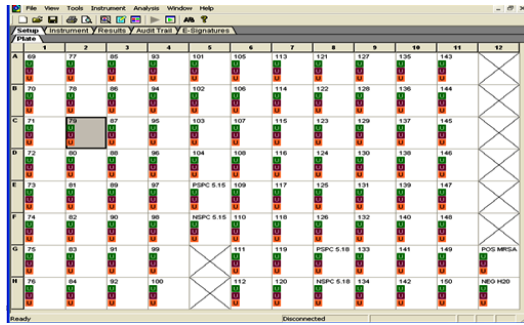 File View Tools Instrument Analysis Window Help
Setup Instrument Results Audit Trail E-Signatures
Plate
1 2 3 4 5 6 7 8 9 10 11 12
A 69 77 85 93 101 105 113 121 127 135 143
U U U U U U U U U U U
U U U U U U U U U U U
U U U U U U U U U U U
B 70 78 86 94 102 106 114 122 128 136 144
U U U U U U U U U U U
U U U U U U U U U U U
U U U U U U U U U U U
C 71 79 87 95 103 107 115 123 129 137 145
U U U U U U U U U U U
U U U U U U U U U U U
U U U U U U U U U U U
D 72 80 88 96 104 108 116 124 130 138 146
U U U U U U U U U U U
U U U U U U U U U U U
U U U U U U U U U U U
E 73 81 89 97 PSPC 5.15 109 117 125 131 139 147
U U U U U U U U U U U
U U U U U U U U U U U
U U U U U U U U U U U
F 74 82 90 98 NSPC 5.15 110 118 126 132 140 148
U U U U U U U U U U U
U U U U U U U U U U U
U U U U U U U U U U U
G 75 83 91 99 111 119 PSPC 5.18 133 141 149 POS MRSA
U U U U U U U U U U U
U U U U U U U U U U U
U U U U U U U U U U U
H 76 84 92 100 112 120 NSPC 5.18 134 142 150 NEG H20
U U U U U U U U U U U
U U U U U U U U U U U
U U U U U U U U U U U
Ready Disconnected